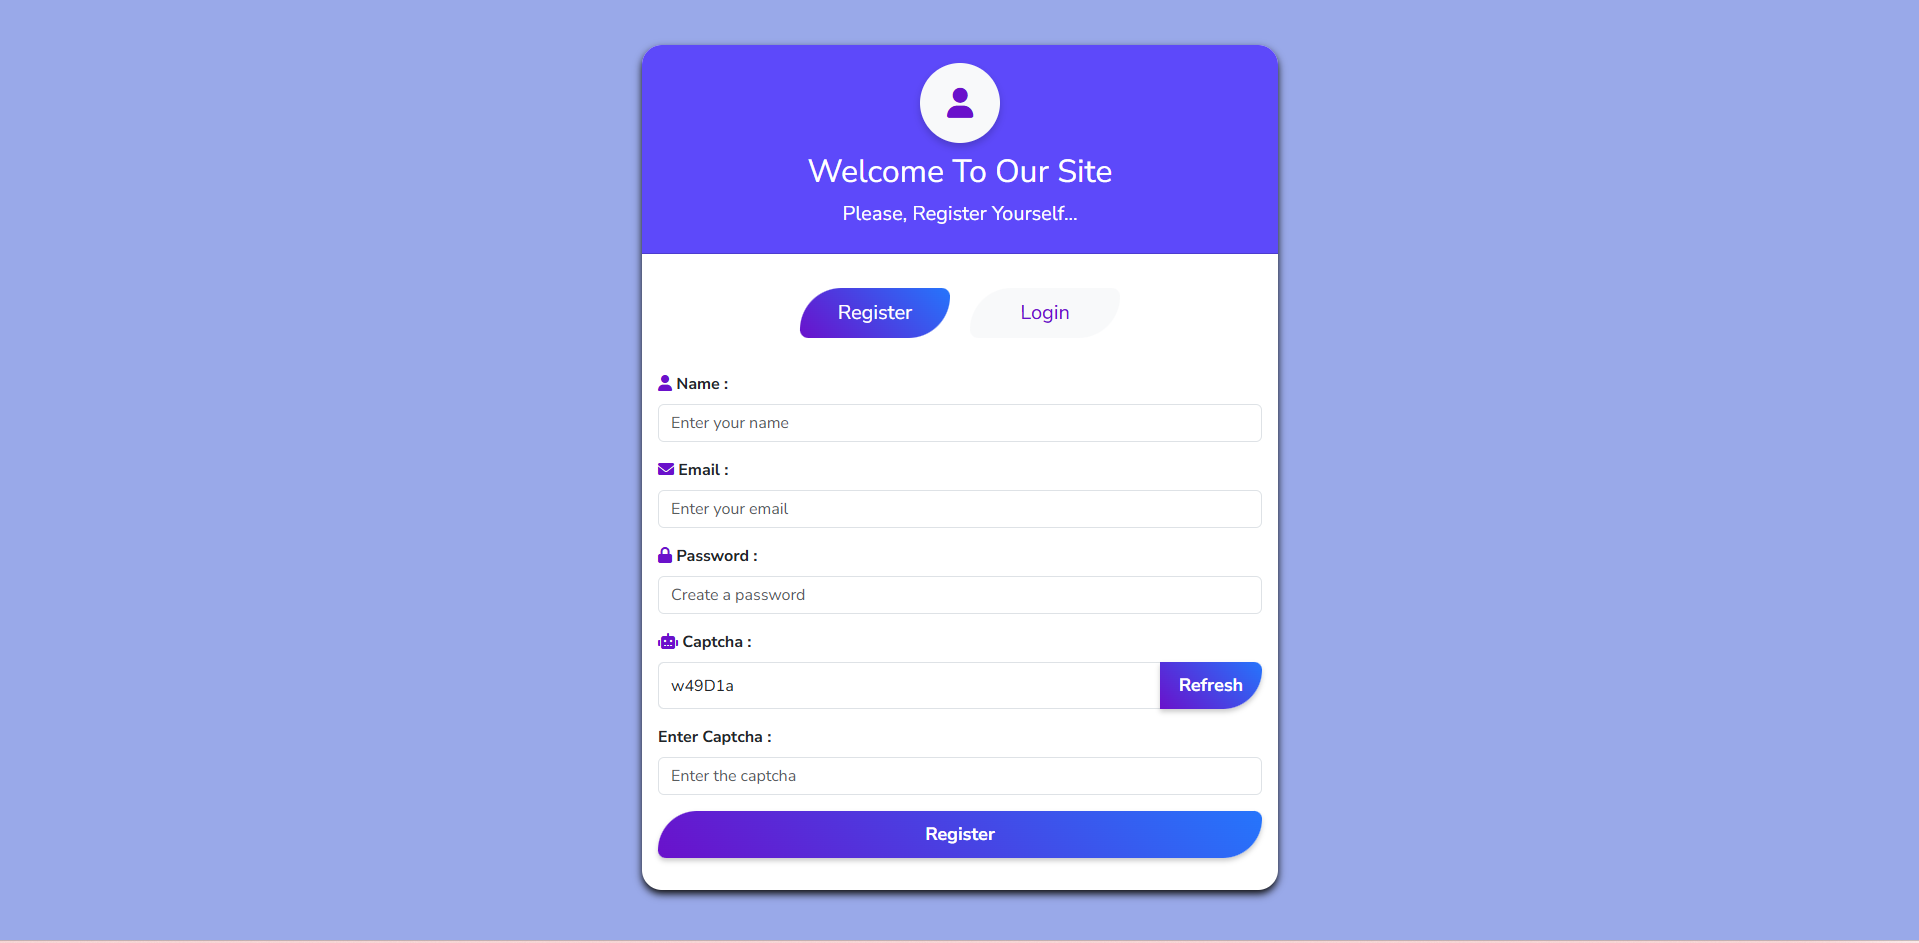 Welcome To Our Site
Please, Register Yourself...
Register
Login
Name :
Enter your name
Email :
Enter your email
Password :
Create a password
Captcha :
w49D1a
Refresh
Enter Captcha :
Enter the captcha
Register